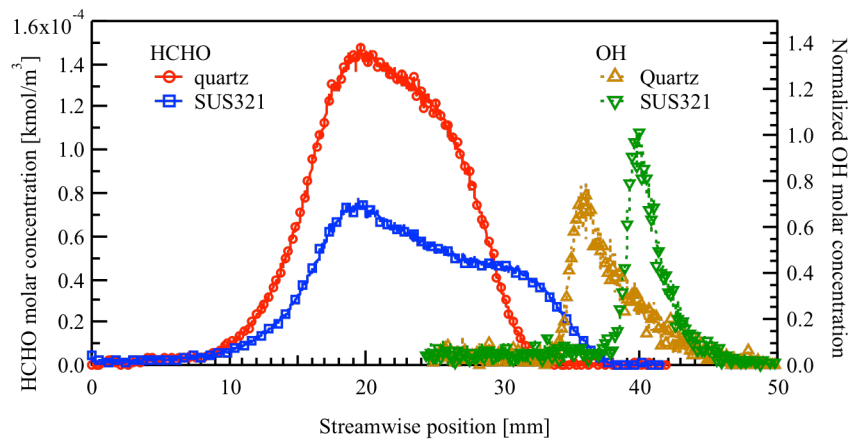 1.6x10⁻⁴
1.4
1.2
1.0
0.8
0.6
0.4
0.2
0.0
HCHO molar concentration [kmol/m³]
HCHO
quartz
SUS321
OH
Quartz
SUS321
1.4
1.2
1.0
0.8
0.6
0.4
0.2
0.0
Normalized OH molar concentration
0 10 20 30 40 50
Streamwise position [mm]